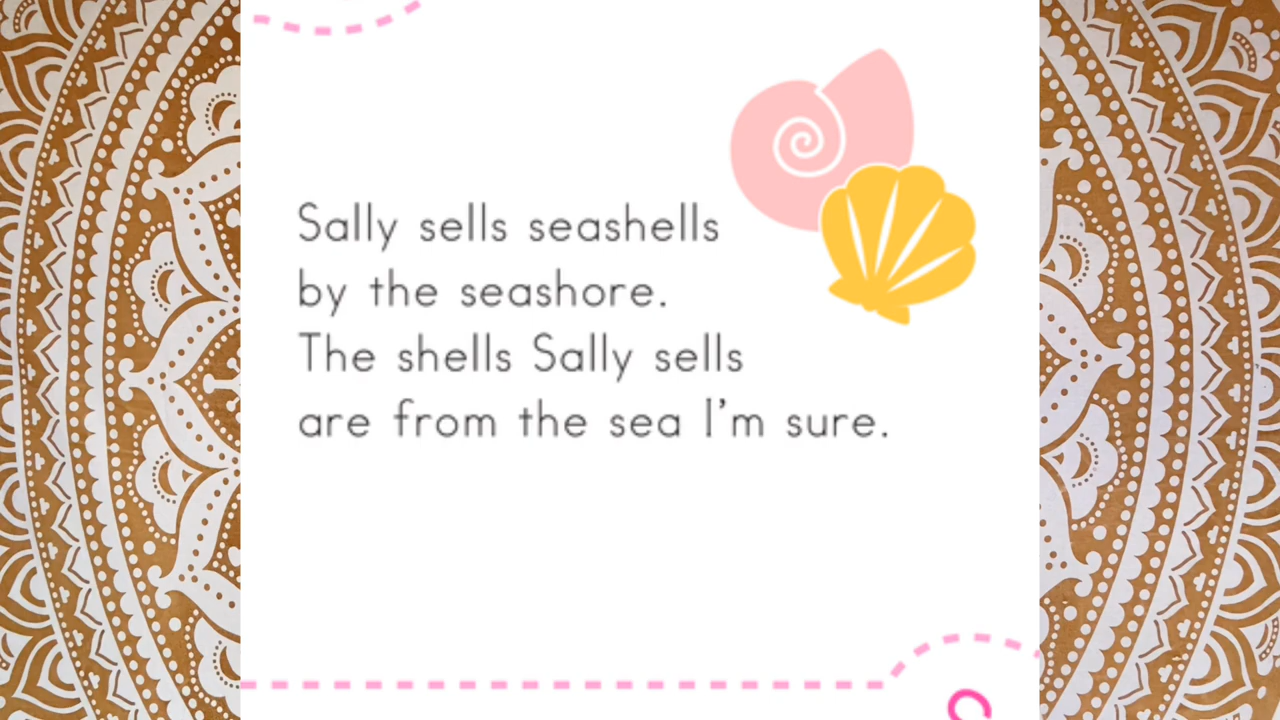 Sally sells seashells
by the seashore.
The shells Sally sells
are from the sea I'm sure.